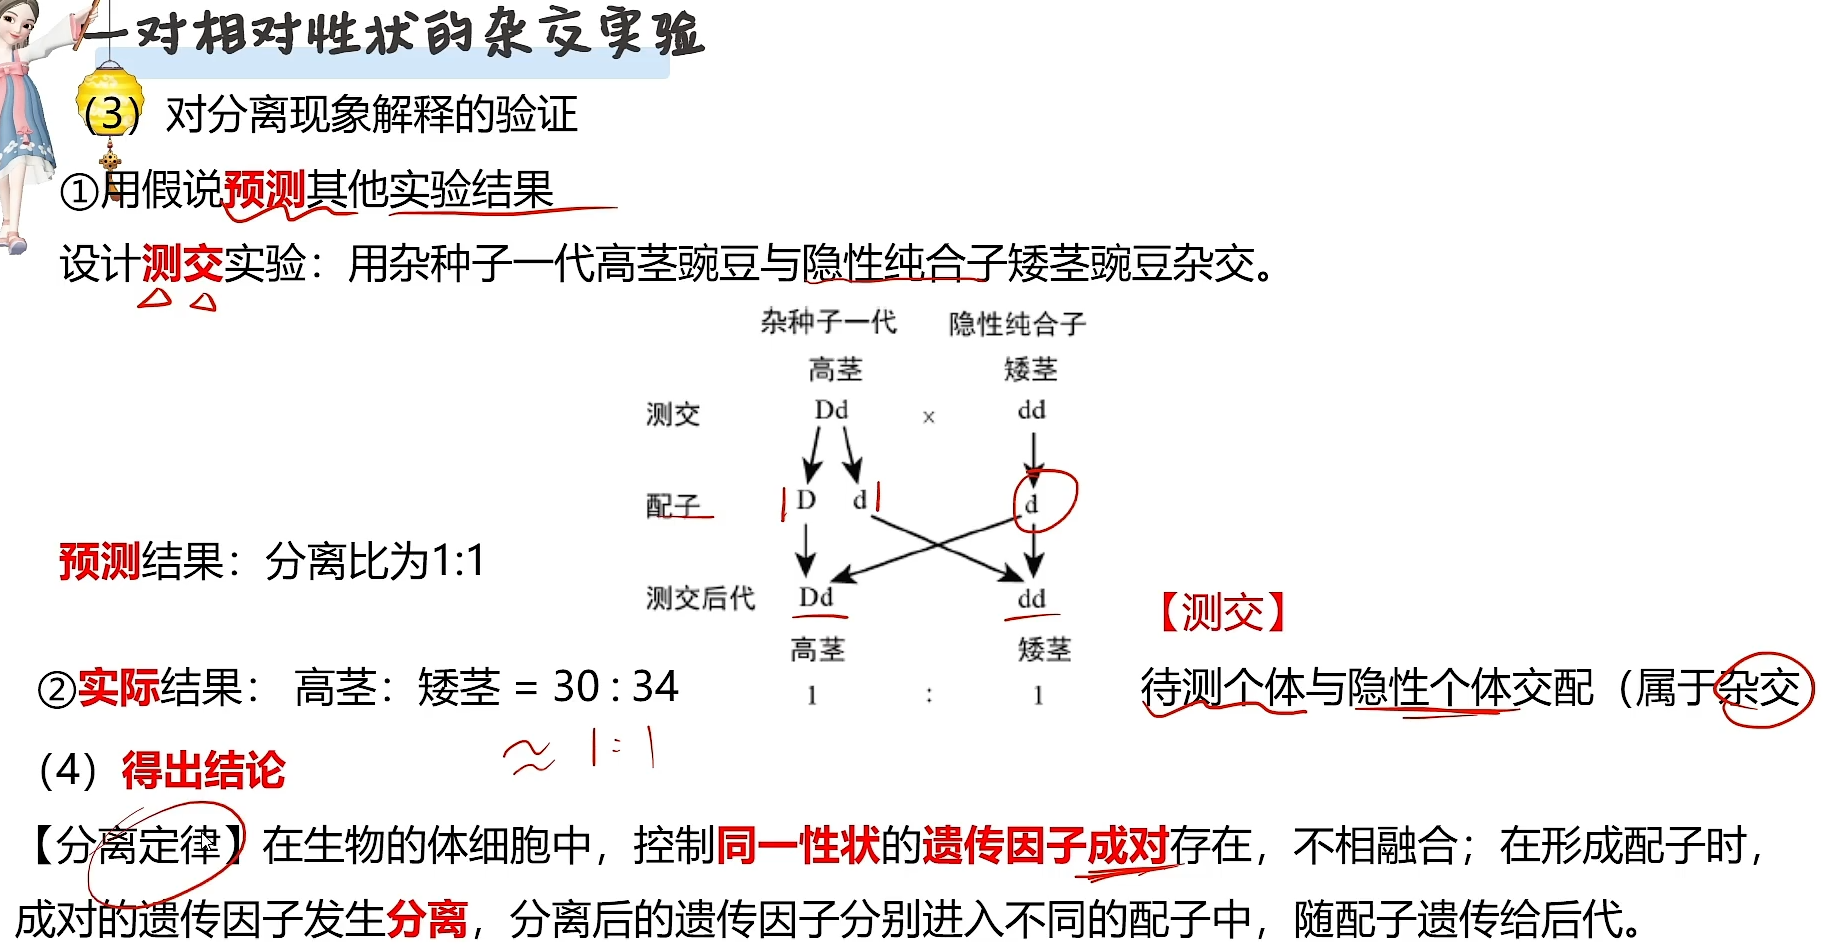 一对相对性状的杂交实验
（3）对分离现象解释的验证
①用假说预测其他实验结果
设计测交实验：用杂种子一代高茎豌豆与隐性纯合子矮茎豌豆杂交。
杂种子一代 隐性纯合子
高茎 矮茎
测交 Dd × dd
配子 D d d
预测结果：分离比为1:1
测交后代 Dd dd
高茎 矮茎
1 : 1
【测交】
②实际结果： 高茎：矮茎 = 30 : 34
待测个体与隐性个体交配（属于杂交
≈ 1:1
（4）得出结论
【分离定律】在生物的体细胞中，控制同一性状的遗传因子成对存在，不相融合；在形成配子时，
成对的遗传因子发生分离，分离后的遗传因子分别进入不同的配子中，随配子遗传给后代。